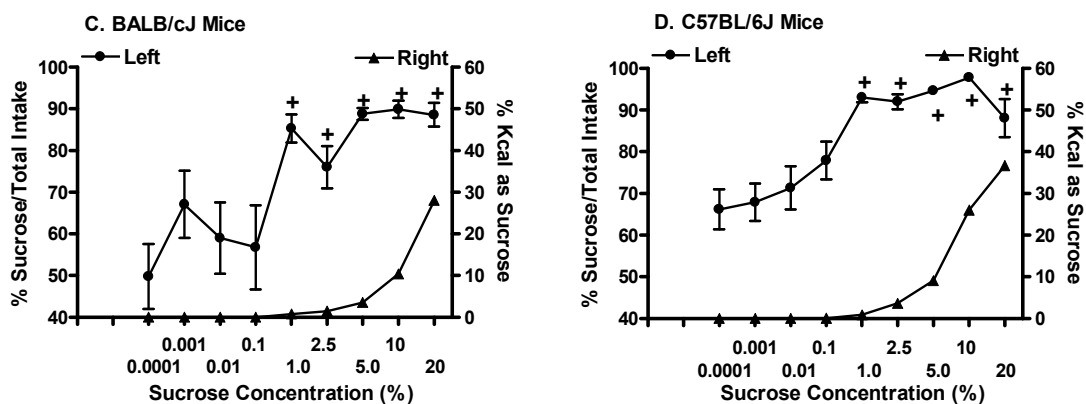 C. BALB/cJ Mice
Left Right
% Sucrose/Total Intake
100
90
80
70
60
50
40
60
50
40
30
20
10
0
% Kcal as Sucrose
0.001 0.1 2.5 10
0.0001 0.01 1.0 5.0 20
Sucrose Concentration (%)
D. C57BL/6J Mice
Left Right
% Sucrose/Total Intake
100
90
80
70
60
50
40
60
50
40
30
20
10
0
% Kcal as Sucrose
0.001 0.1 2.5 10
0.0001 0.01 1.0 5.0 20
Sucrose Concentration (%)